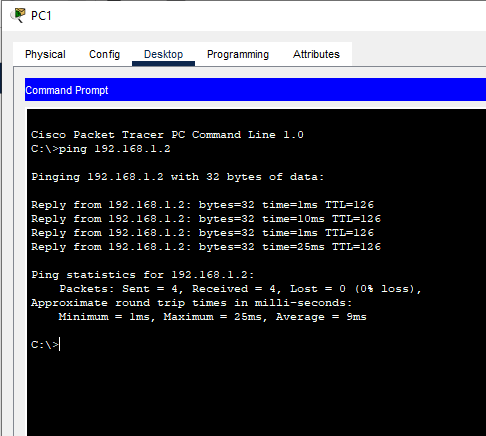 PC1
Physical Config Desktop Programming Attributes
Command Prompt
Cisco Packet Tracer PC Command Line 1.0
C:\>ping 192.168.1.2
Pinging 192.168.1.2 with 32 bytes of data:
Reply from 192.168.1.2: bytes=32 time=1ms TTL=126
Reply from 192.168.1.2: bytes=32 time=10ms TTL=126
Reply from 192.168.1.2: bytes=32 time=1ms TTL=126
Reply from 192.168.1.2: bytes=32 time=25ms TTL=126
Ping statistics for 192.168.1.2:
Packets: Sent = 4, Received = 4, Lost = 0 (0% loss),
Approximate round trip times in milli-seconds:
Minimum = 1ms, Maximum = 25ms, Average = 9ms
C:\>